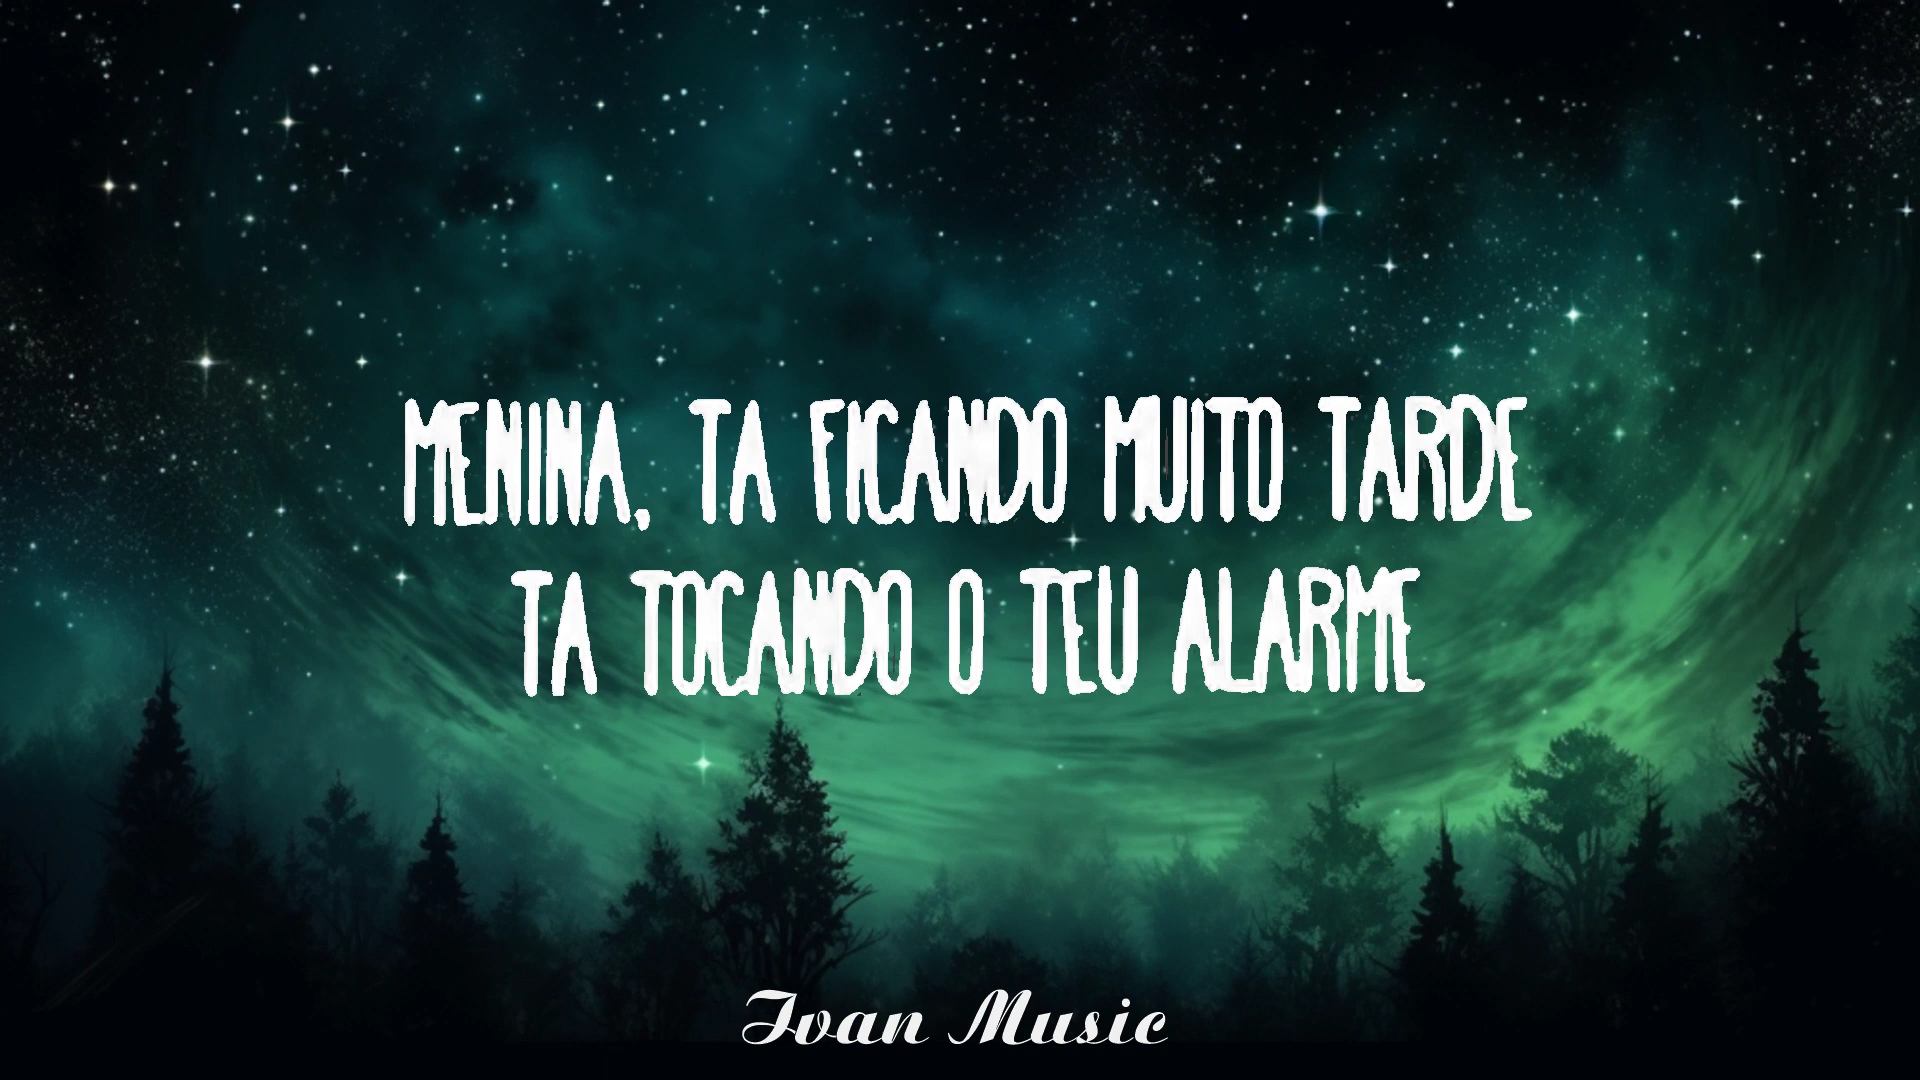 MENINA, TA FICANDO MUITO TARDE
TA TOCANDO O TEU ALARME
Ivan Music